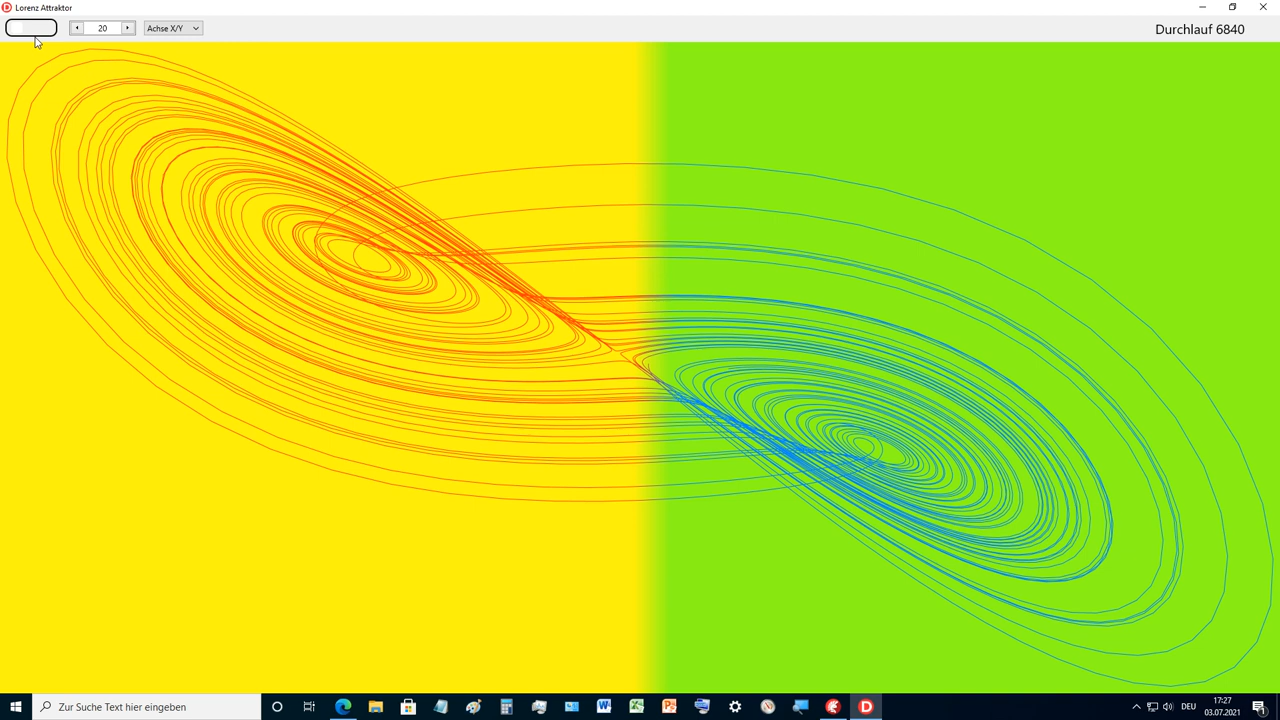 Lorenz Attraktor
20
Achse X/Y
Durchlauf 6840
Zur Suche Text hier eingeben
DEU
17:27
03.07.2021